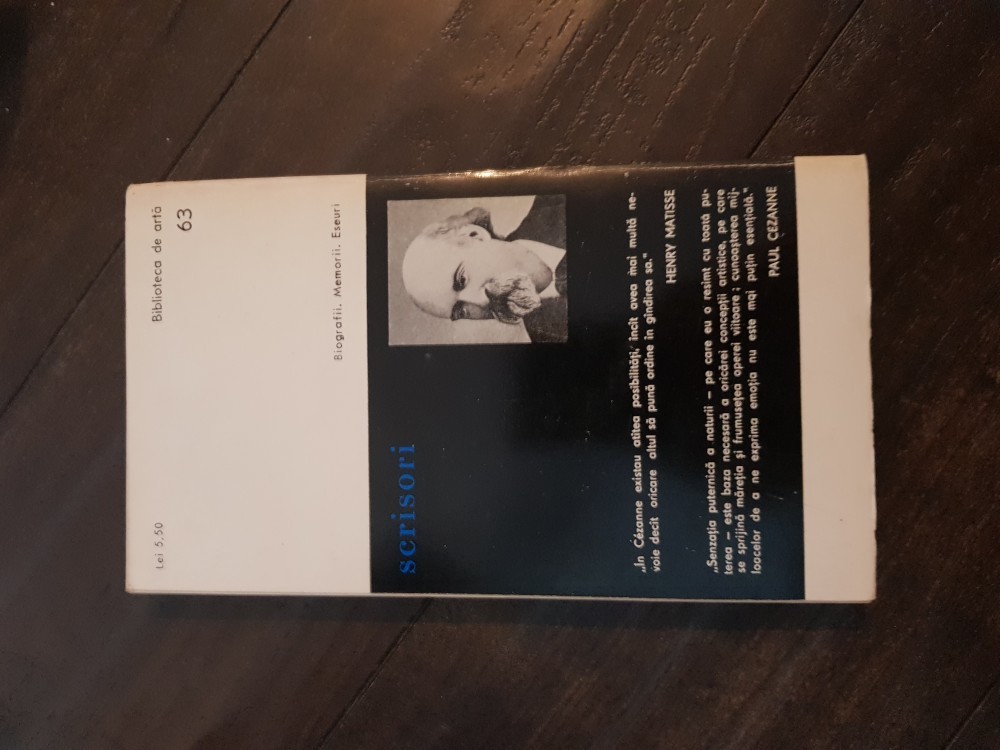 Lei 5,50
Biblioteca de artă
63
Biografii. Memorii. Eseuri
scrisori
„In Cézanne existau atîtea posibilități, încît avea mai multă ne-
voie decît oricare altul să pună ordine în gîndirea sa."
HENRY MATISSE
„Senzația puternică a naturii – pe care eu o resimt cu toată pu-
terea – este baza necesară a oricărei concepții artistice, pe care
se sprijină măreția și frumusețea operei viitoare ; cunoașterea mij-
loacelor de a ne exprima emoția nu este mai puțin esențială."
PAUL CÉZANNE